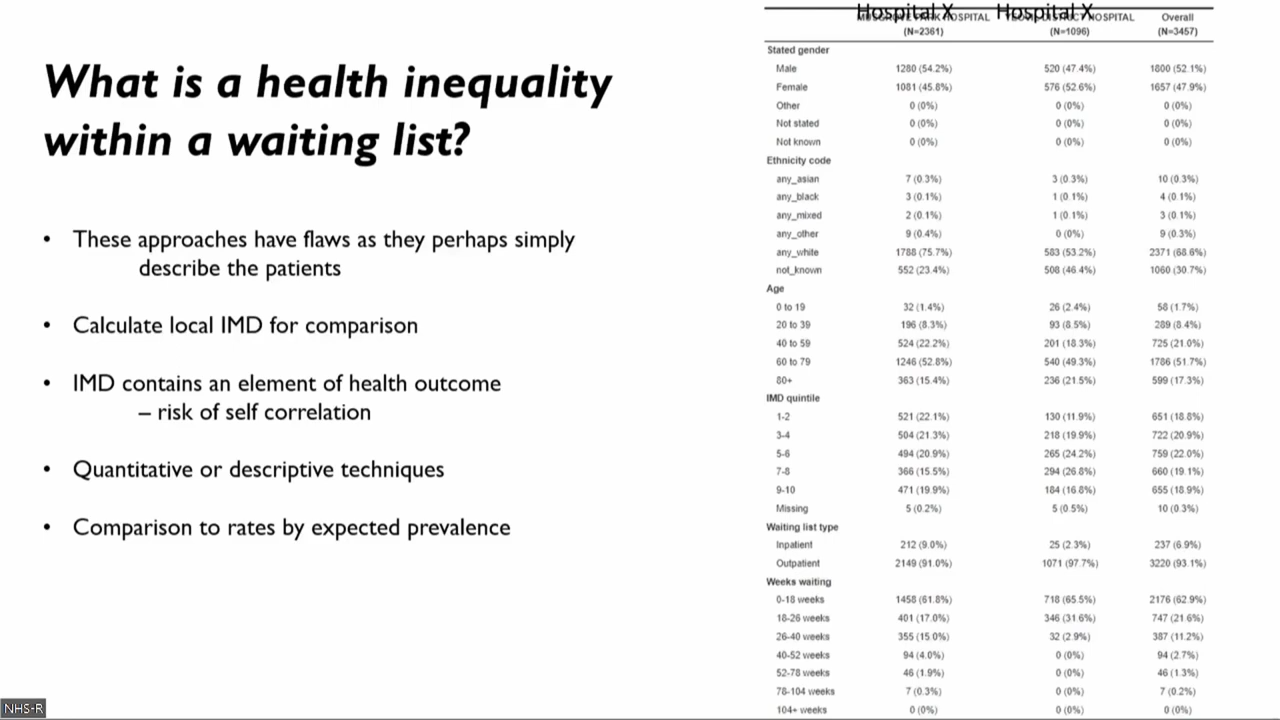 What is a health inequality
within a waiting list?
• These approaches have flaws as they perhaps simply
describe the patients
• Calculate local IMD for comparison
• IMD contains an element of health outcome
– risk of self correlation
• Quantitative or descriptive techniques
• Comparison to rates by expected prevalence
Hospital X Hospital X
HOSPITAL HOSPITAL Overall
(N=2361) (N=1096) (N=3457)
Stated gender
Male 1280 (54.2%) 520 (47.4%) 1800 (52.1%)
Female 1081 (45.8%) 576 (52.6%) 1657 (47.9%)
Other 0 (0%) 0 (0%) 0 (0%)
Not stated 0 (0%) 0 (0%) 0 (0%)
Not known 0 (0%) 0 (0%) 0 (0%)
Ethnicity code
any_asian 7 (0.3%) 3 (0.3%) 10 (0.3%)
any_black 3 (0.1%) 1 (0.1%) 4 (0.1%)
any_mixed 2 (0.1%) 1 (0.1%) 3 (0.1%)
any_other 9 (0.4%) 0 (0%) 9 (0.3%)
any_white 1788 (75.7%) 583 (53.2%) 2371 (68.6%)
not_known 552 (23.4%) 508 (46.4%) 1060 (30.7%)
Age
0 to 19 32 (1.4%) 26 (2.4%) 58 (1.7%)
20 to 39 196 (8.3%) 93 (8.5%) 289 (8.4%)
40 to 59 524 (22.2%) 201 (18.3%) 725 (21.0%)
60 to 79 1246 (52.8%) 540 (49.3%) 1786 (51.7%)
80+ 363 (15.4%) 236 (21.5%) 599 (17.3%)
IMD quintile
1-2 521 (22.1%) 130 (11.9%) 651 (18.8%)
3-4 504 (21.3%) 218 (19.9%) 722 (20.9%)
5-6 494 (20.9%) 265 (24.2%) 759 (22.0%)
7-8 366 (15.5%) 294 (26.8%) 660 (19.1%)
9-10 471 (19.9%) 184 (16.8%) 655 (18.9%)
Missing 5 (0.2%) 5 (0.5%) 10 (0.3%)
Waiting list type
Inpatient 212 (9.0%) 25 (2.3%) 237 (6.9%)
Outpatient 2149 (91.0%) 1071 (97.7%) 3220 (93.1%)
Weeks waiting
0-18 weeks 1458 (61.8%) 718 (65.5%) 2176 (62.9%)
18-26 weeks 401 (17.0%) 346 (31.6%) 747 (21.6%)
26-40 weeks 355 (15.0%) 32 (2.9%) 387 (11.2%)
40-52 weeks 94 (4.0%) 0 (0%) 94 (2.7%)
52-78 weeks 46 (1.9%) 0 (0%) 46 (1.3%)
78-104 weeks 7 (0.3%) 0 (0%) 7 (0.2%)
104+ weeks 0 (0%) 0 (0%) 0 (0%)
NHS-R